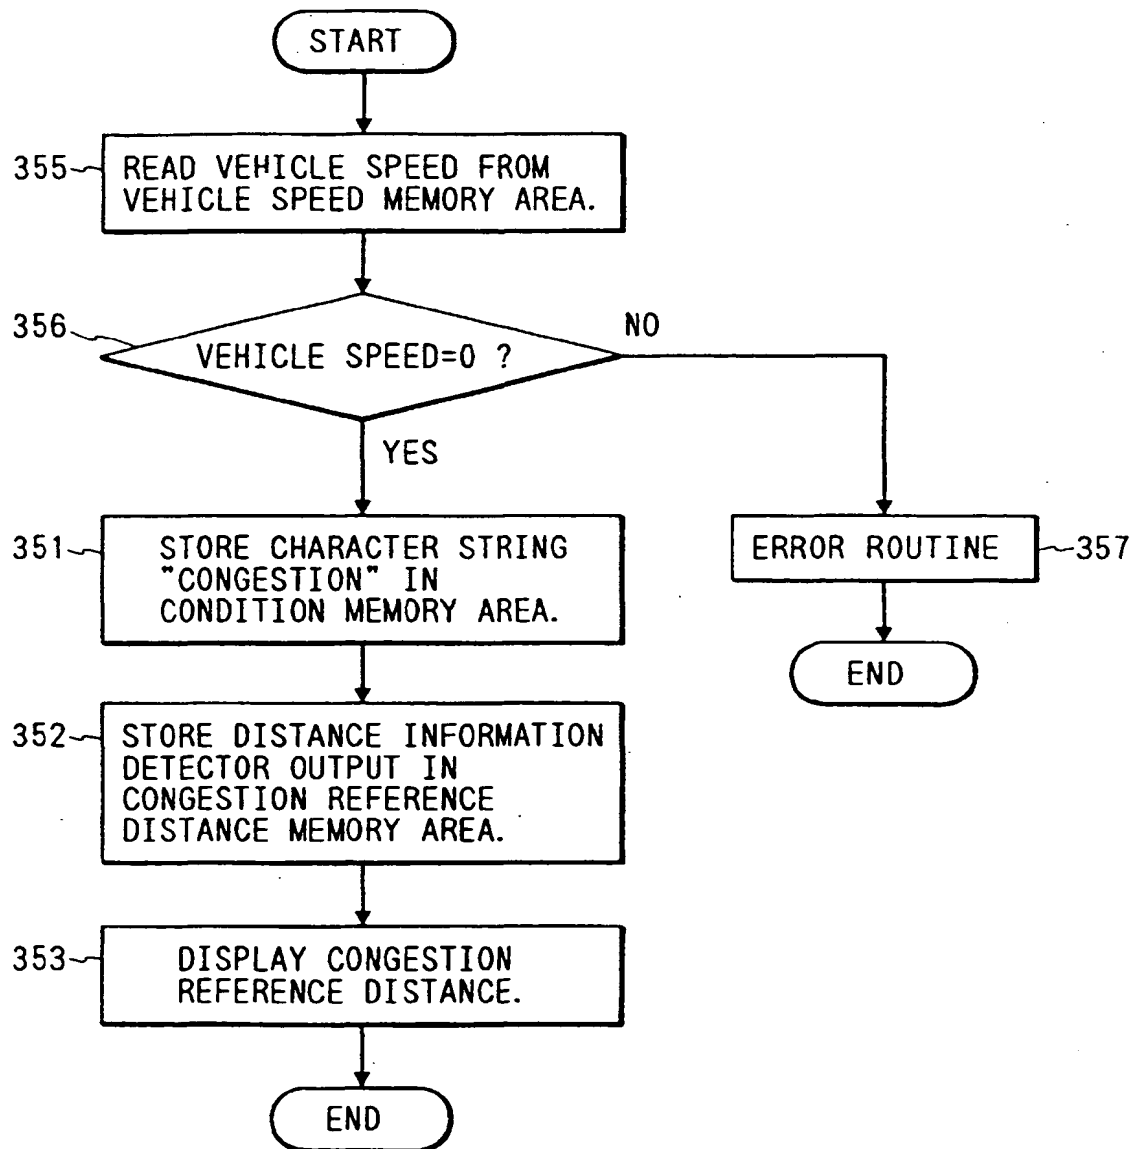 START
355
READ VEHICLE SPEED FROM
VEHICLE SPEED MEMORY AREA.
356
VEHICLE SPEED=0 ?
NO
YES
351
STORE CHARACTER STRING
"CONGESTION" IN
CONDITION MEMORY AREA.
ERROR ROUTINE
357
END
352
STORE DISTANCE INFORMATION
DETECTOR OUTPUT IN
CONGESTION REFERENCE
DISTANCE MEMORY AREA.
353
DISPLAY CONGESTION
REFERENCE DISTANCE.
END